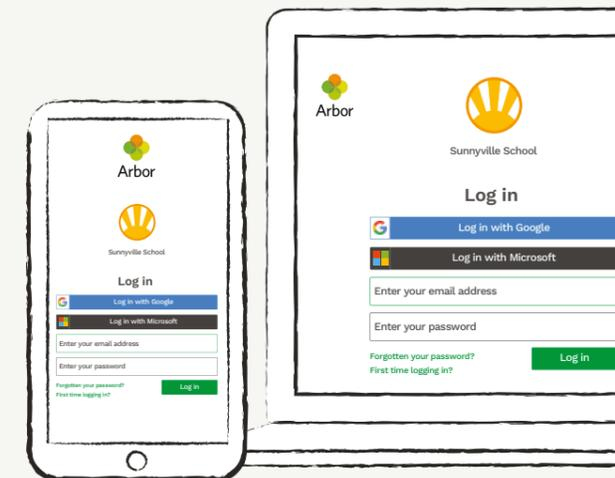 Arbor
Sunnyville School
Log in
Log in with Google
Log in with Microsoft
Enter your email address
Enter your password
Forgotten your password?
Log in
First time logging in?
Arbor
Sunnyville School
Log in
Log in with Google
Log in with Microsoft
Enter your email address
Enter your password
Forgotten your password?
Log in
First time logging in?